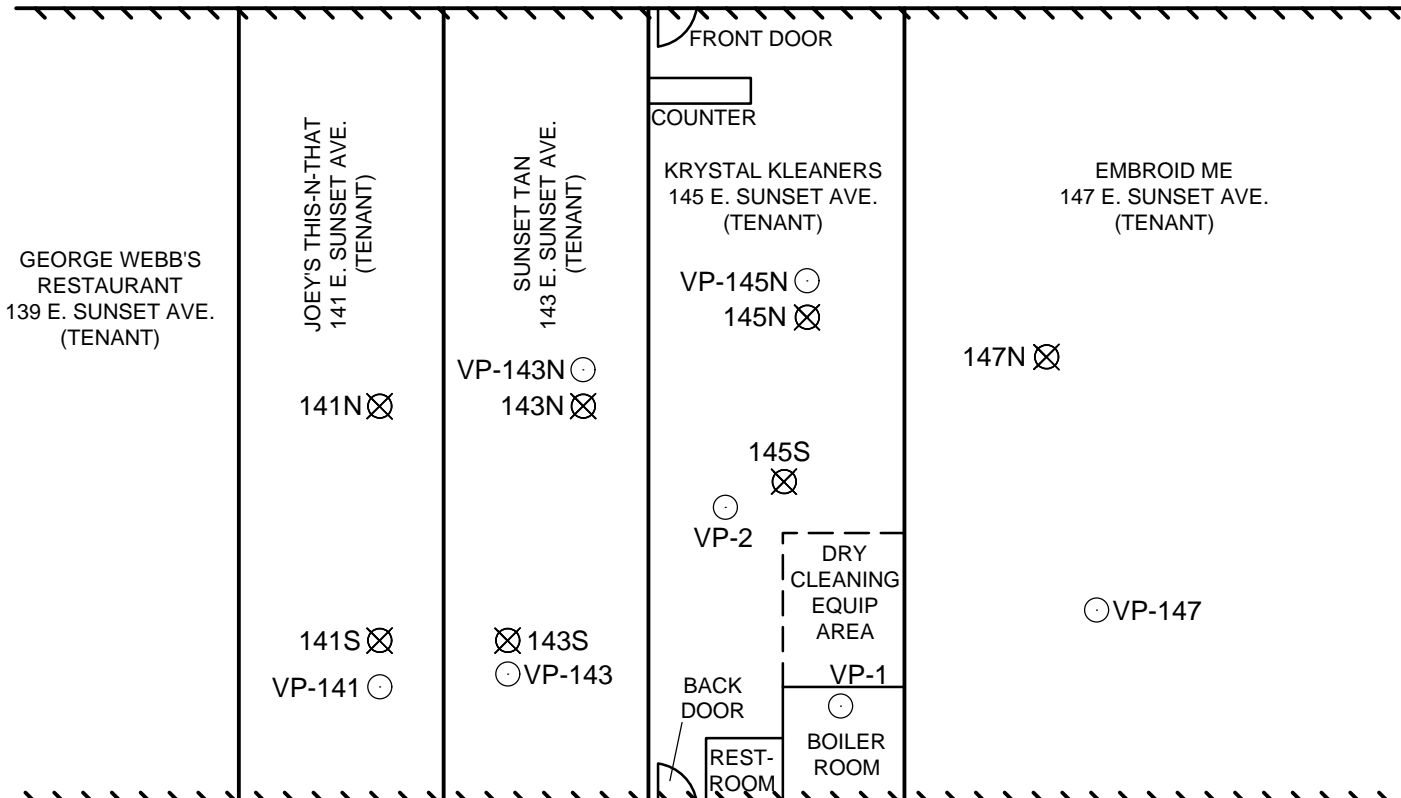 FRONT DOOR
COUNTER
GEORGE WEBB'S
RESTAURANT
139 E. SUNSET AVE.
(TENANT)
JOEY'S THIS-N-THAT
141 E. SUNSET AVE.
(TENANT)
SUNSET TAN
143 E. SUNSET AVE.
(TENANT)
KRYSTAL KLEANERS
145 E. SUNSET AVE.
(TENANT)
EMBROID ME
147 E. SUNSET AVE.
(TENANT)
VP-145N
145N
147N
VP-143N
141N
143N
145S
VP-2
DRY
CLEANING
EQUIP
AREA
VP-147
141S
143S
VP-141
VP-143
VP-1
BACK
DOOR
BOILER
ROOM
REST-
ROOM